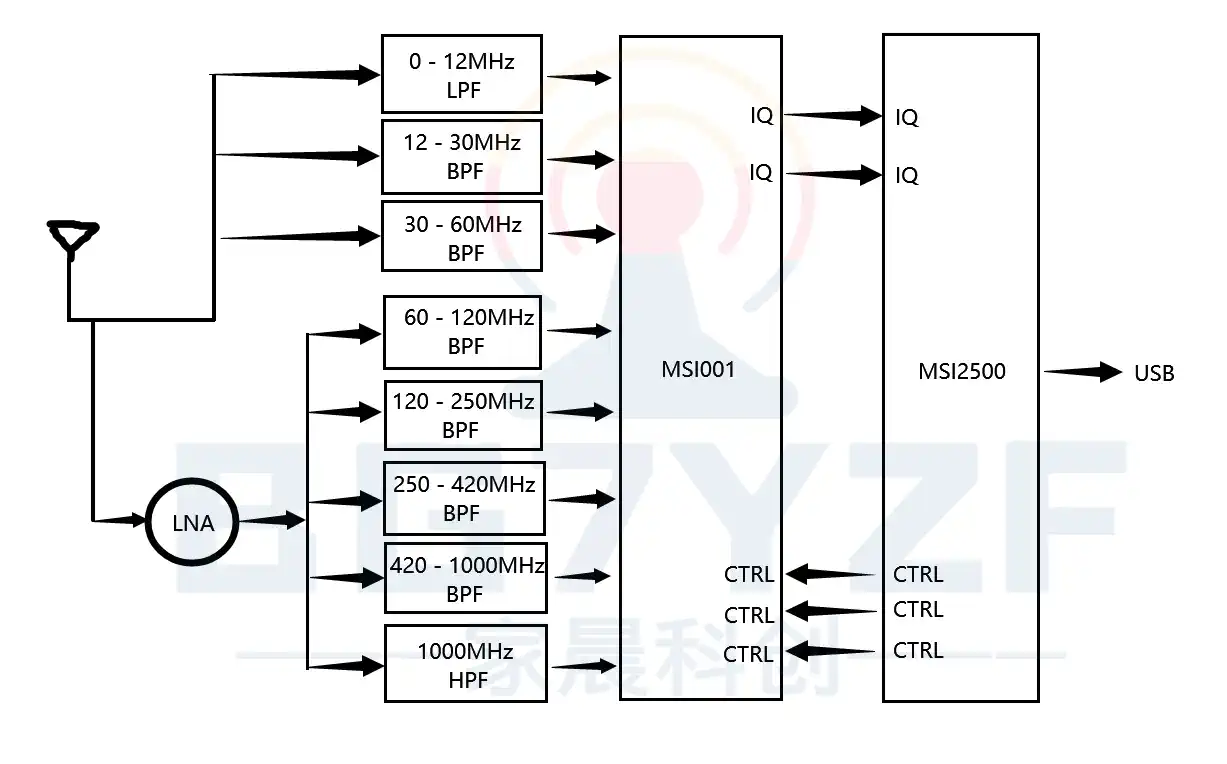 0 - 12MHz
LPF
12 - 30MHz
BPF
30 - 60MHz
BPF
60 - 120MHz
BPF
120 - 250MHz
BPF
250 - 420MHz
BPF
420 - 1000MHz
BPF
1000MHz
HPF
LNA
MSI001
IQ
IQ
CTRL
CTRL
CTRL
IQ
IQ
MSI2500
CTRL
CTRL
CTRL
USB
BG7YZF
家晨科创